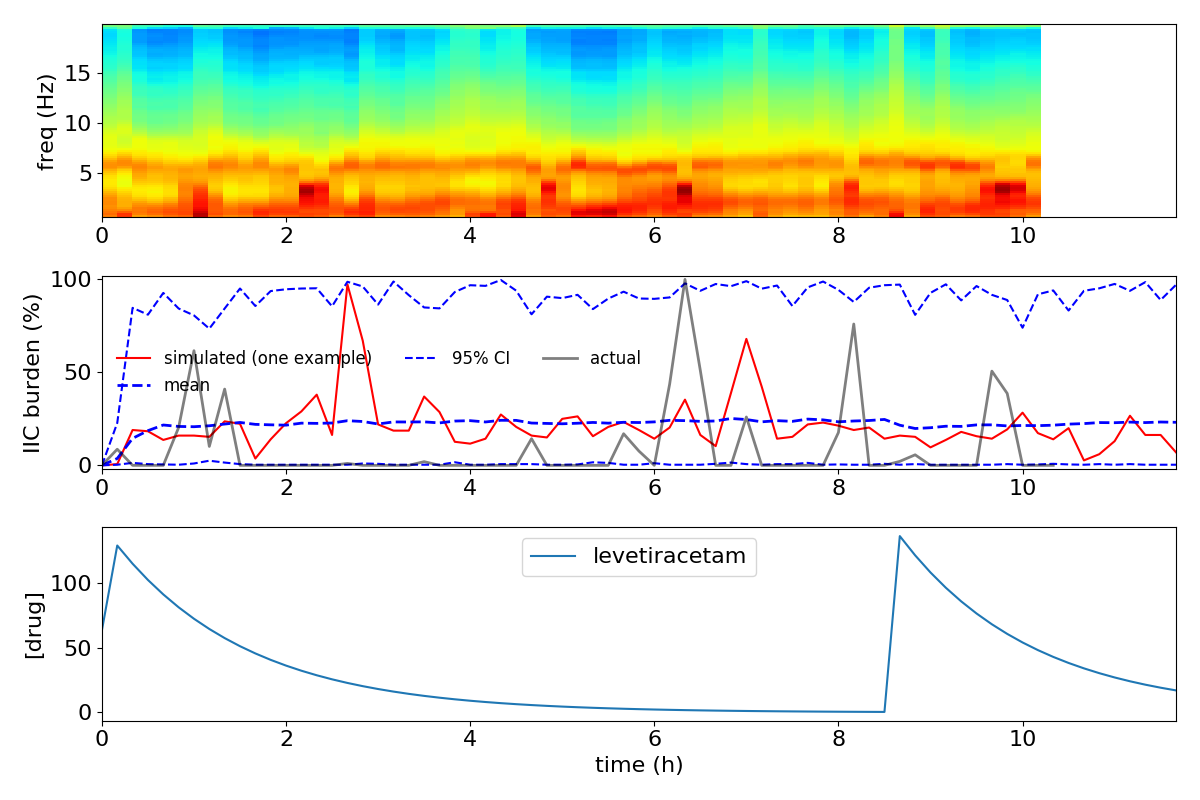 freq (Hz)
15
10
5
0 2 4 6 8 10
IIC burden (%)
100
50
0
simulated (one example) 95% CI actual
mean
0 2 4 6 8 10
[drug]
100
50
0
levetiracetam
0 2 4 6 8 10
time (h)